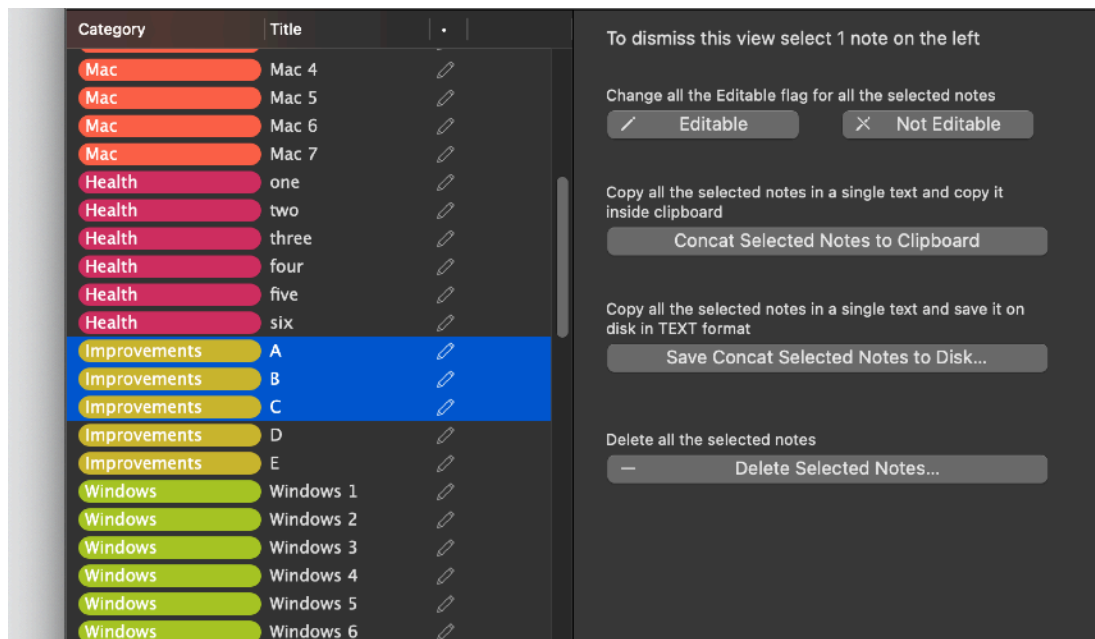 Category Title •
Mac Mac 4
Mac Mac 5
Mac Mac 6
Mac Mac 7
Health one
Health two
Health three
Health four
Health five
Health six
Improvements A
Improvements B
Improvements C
Improvements D
Improvements E
Windows Windows 1
Windows Windows 2
Windows Windows 3
Windows Windows 4
Windows Windows 5
Windows Windows 6
To dismiss this view select 1 note on the left
Change all the Editable flag for all the selected notes
Editable Not Editable
Copy all the selected notes in a single text and copy it
inside clipboard
Concat Selected Notes to Clipboard
Copy all the selected notes in a single text and save it on
disk in TEXT format
Save Concat Selected Notes to Disk...
Delete all the selected notes
Delete Selected Notes...